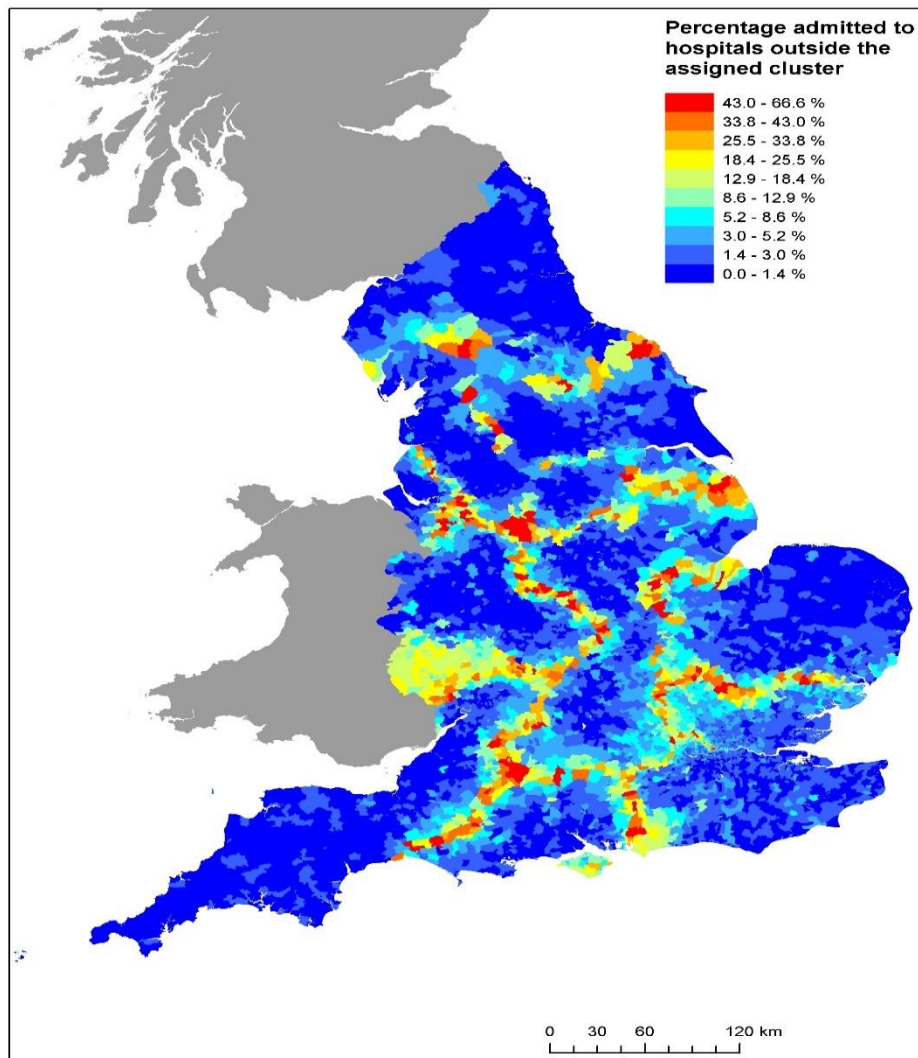 Percentage admitted to
hospitals outside the
assigned cluster
43.0 - 66.6 %
33.8 - 43.0 %
25.5 - 33.8 %
18.4 - 25.5 %
12.9 - 18.4 %
8.6 - 12.9 %
5.2 - 8.6 %
3.0 - 5.2 %
1.4 - 3.0 %
0.0 - 1.4 %
0 30 60 120 km